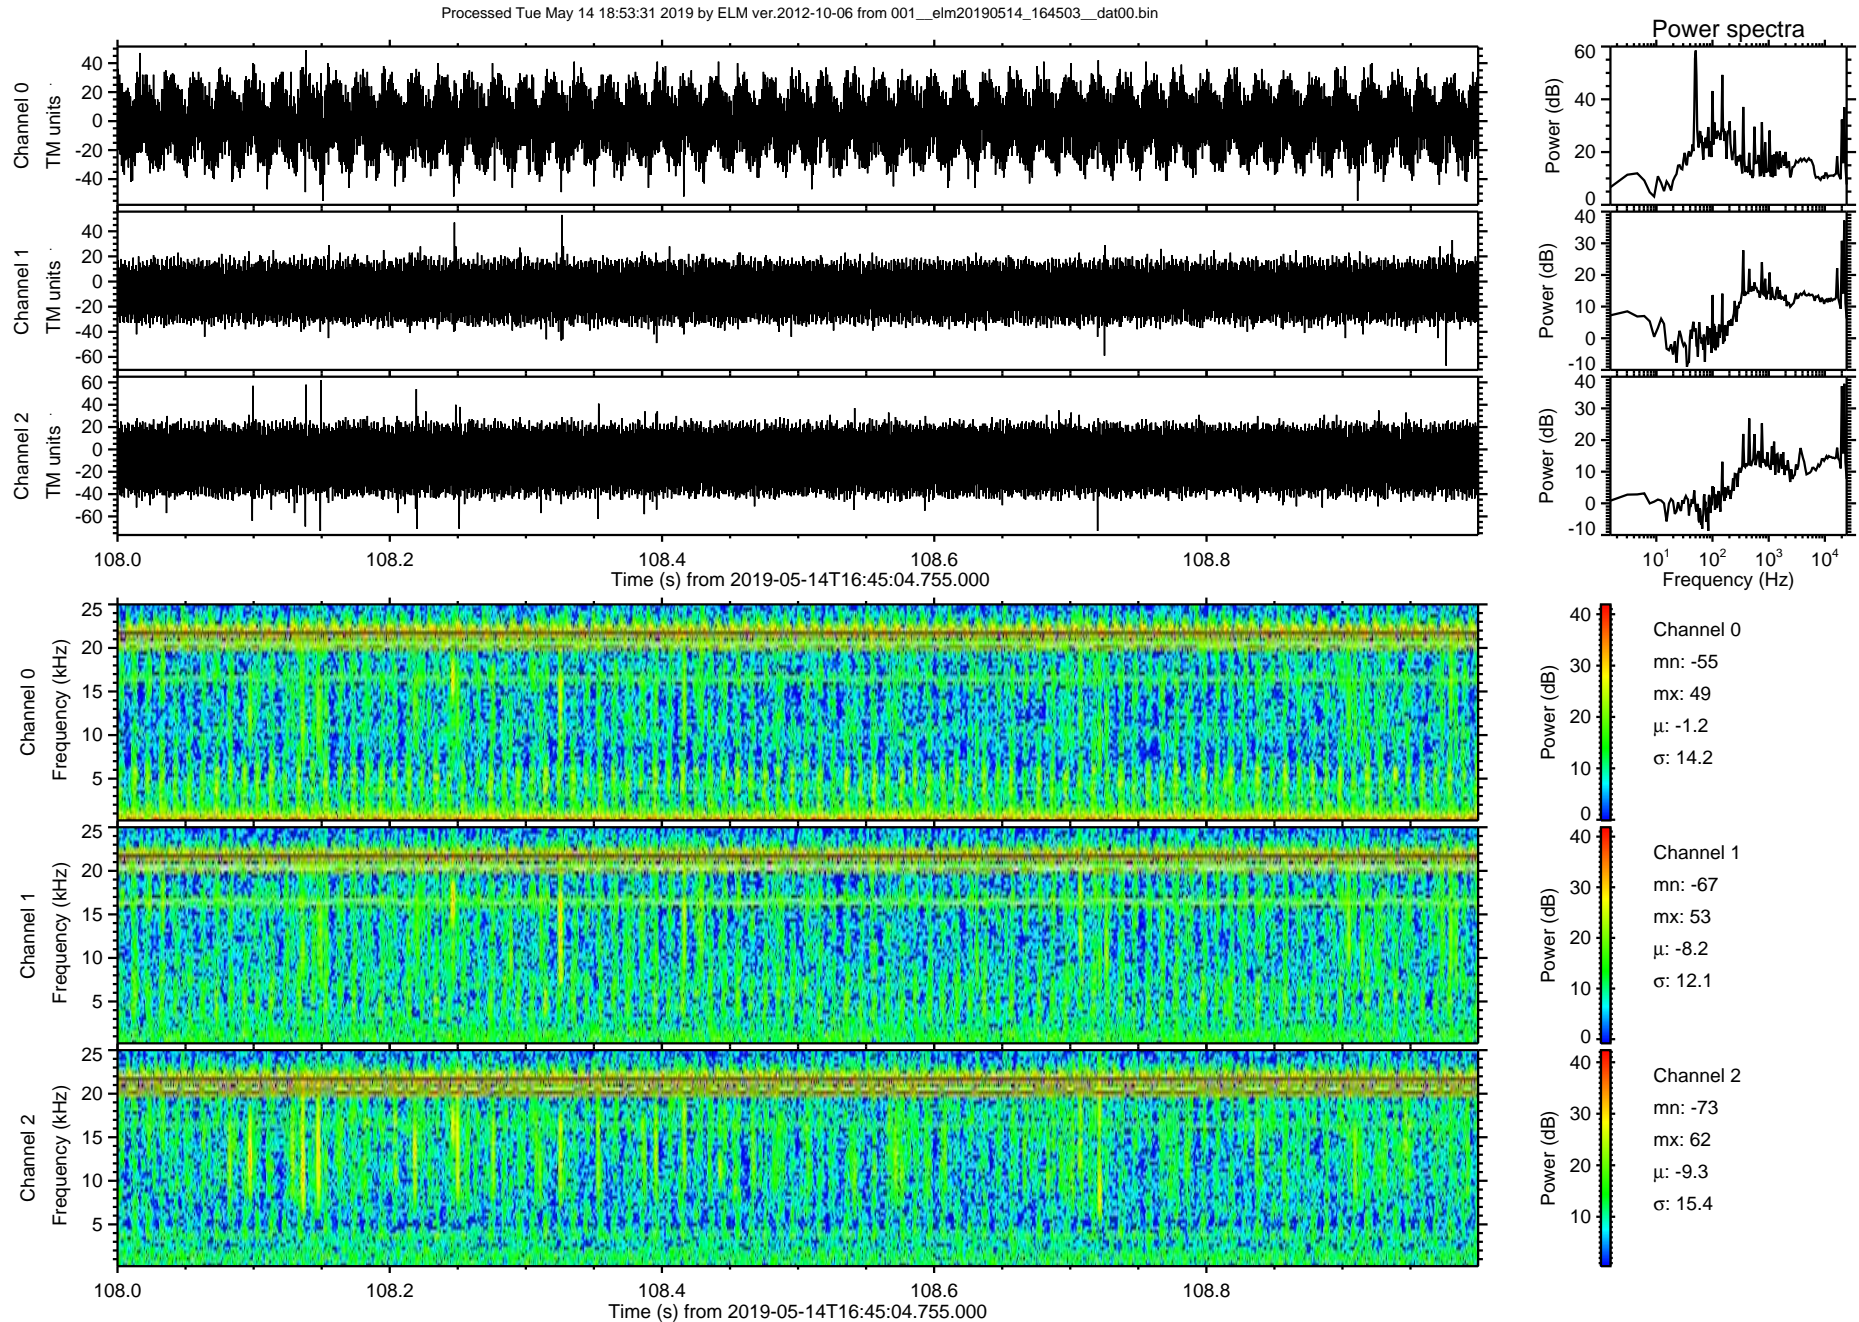 Processed Tue May 14 18:53:31 2019 by ELM ver.2012-10-06 from 001__elm20190514_164503__dat00.bin
Power spectra
Channel 0
TM units
40
20
0
-20
-40
Power (dB)
60
40
20
0
Channel 1
TM units
40
20
0
-20
-40
-60
Power (dB)
40
30
20
10
0
-10
Channel 2
TM units
60
40
20
0
-20
-40
-60
Power (dB)
40
30
20
10
0
-10
108.0 108.2 108.4 108.6 108.8
Time (s) from 2019-05-14T16:45:04.755.000
10¹ 10² 10³ 10⁴
Frequency (Hz)
Channel 0
Frequency (kHz)
25
20
15
10
5
Power (dB)
40
30
20
10
0
Channel 0
mn: -55
mx: 49
μ: -1.2
σ: 14.2
Channel 1
Frequency (kHz)
25
20
15
10
5
Power (dB)
40
30
20
10
0
Channel 1
mn: -67
mx: 53
μ: -8.2
σ: 12.1
Channel 2
Frequency (kHz)
25
20
15
10
5
Power (dB)
40
30
20
10
Channel 2
mn: -73
mx: 62
μ: -9.3
σ: 15.4
108.0 108.2 108.4 108.6 108.8
Time (s) from 2019-05-14T16:45:04.755.000